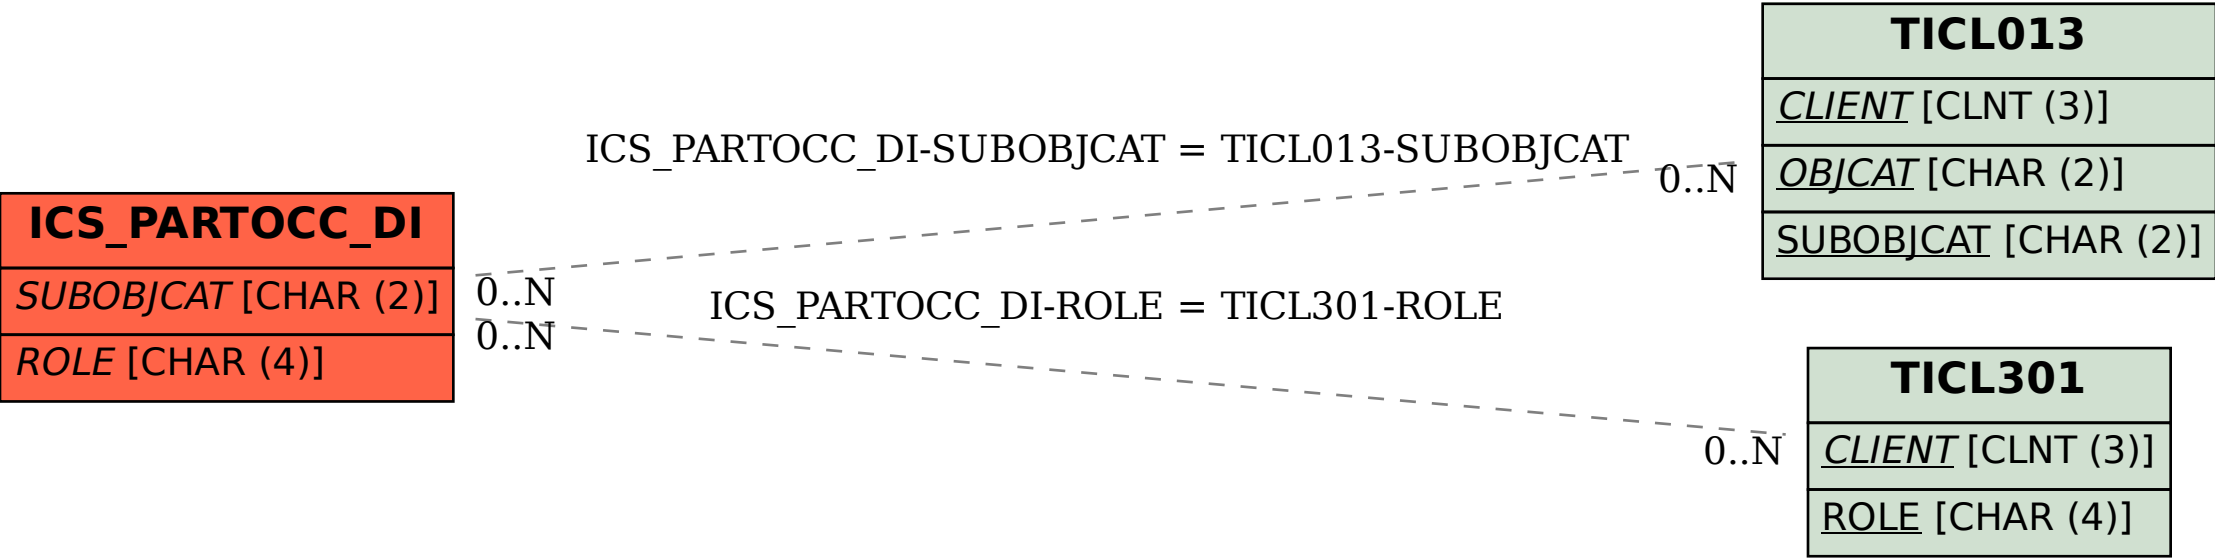 ICS_PARTOCC_DI
SUBOBJCAT [CHAR (2)]
ROLE [CHAR (4)]
ICS_PARTOCC_DI-SUBOBJCAT = TICL013-SUBOBJCAT
0..N
0..N
ICS_PARTOCC_DI-ROLE = TICL301-ROLE
0..N
0..N
TICL013
CLIENT [CLNT (3)]
OBJCAT [CHAR (2)]
SUBOBJCAT [CHAR (2)]
TICL301
CLIENT [CLNT (3)]
ROLE [CHAR (4)]